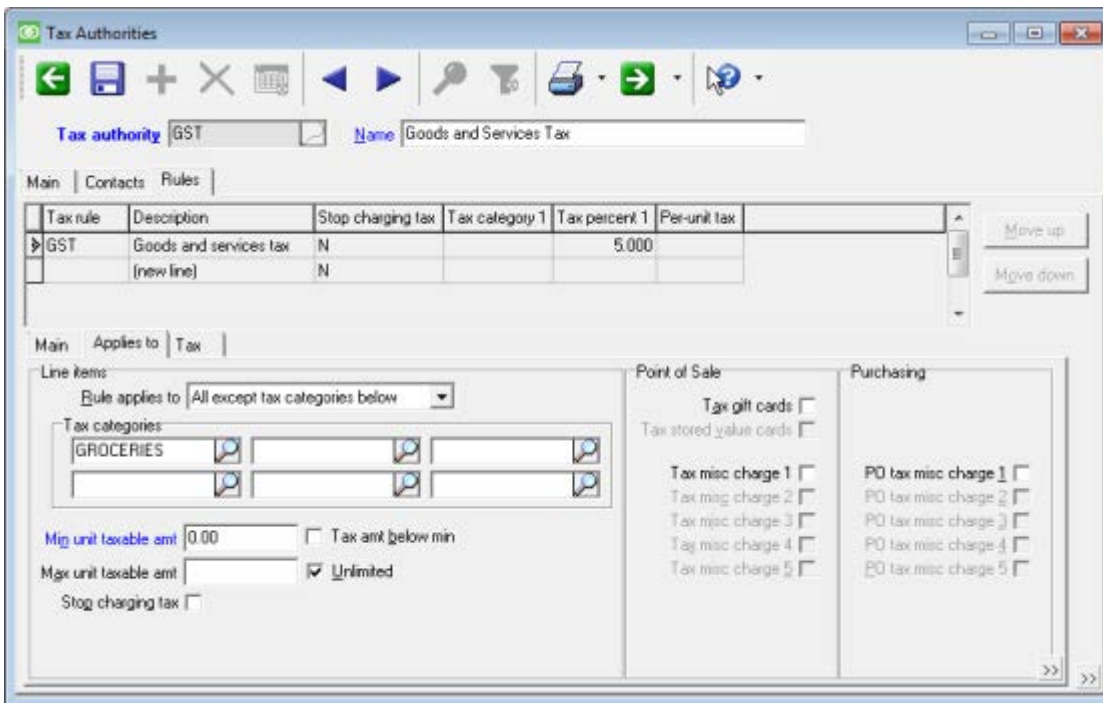 Tax Authorities
Tax authority GST Name Goods and Services Tax
Main Contacts Rules
Tax rule Description Stop charging tax Tax category 1 Tax percent 1 Per-unit tax
GST Goods and services tax N 5.000
(new line) N
Move up
Move down
Main Applies to Tax
Line items Point of Sale Purchasing
Rule applies to All except tax categories below
Tax gift cards
Tax categories
Tax stored value cards
GROCERIES
Tax misc charge 1 PO tax misc charge 1
Tax misc charge 2 PO tax misc charge 2
Tax misc charge 3 PO tax misc charge 3
Tax misc charge 4 PO tax misc charge 4
Tax misc charge 5 PO tax misc charge 5
Min unit taxable amt 0.00 Tax amt below min
Max unit taxable amt Unlimited
Stop charging tax
>> >>